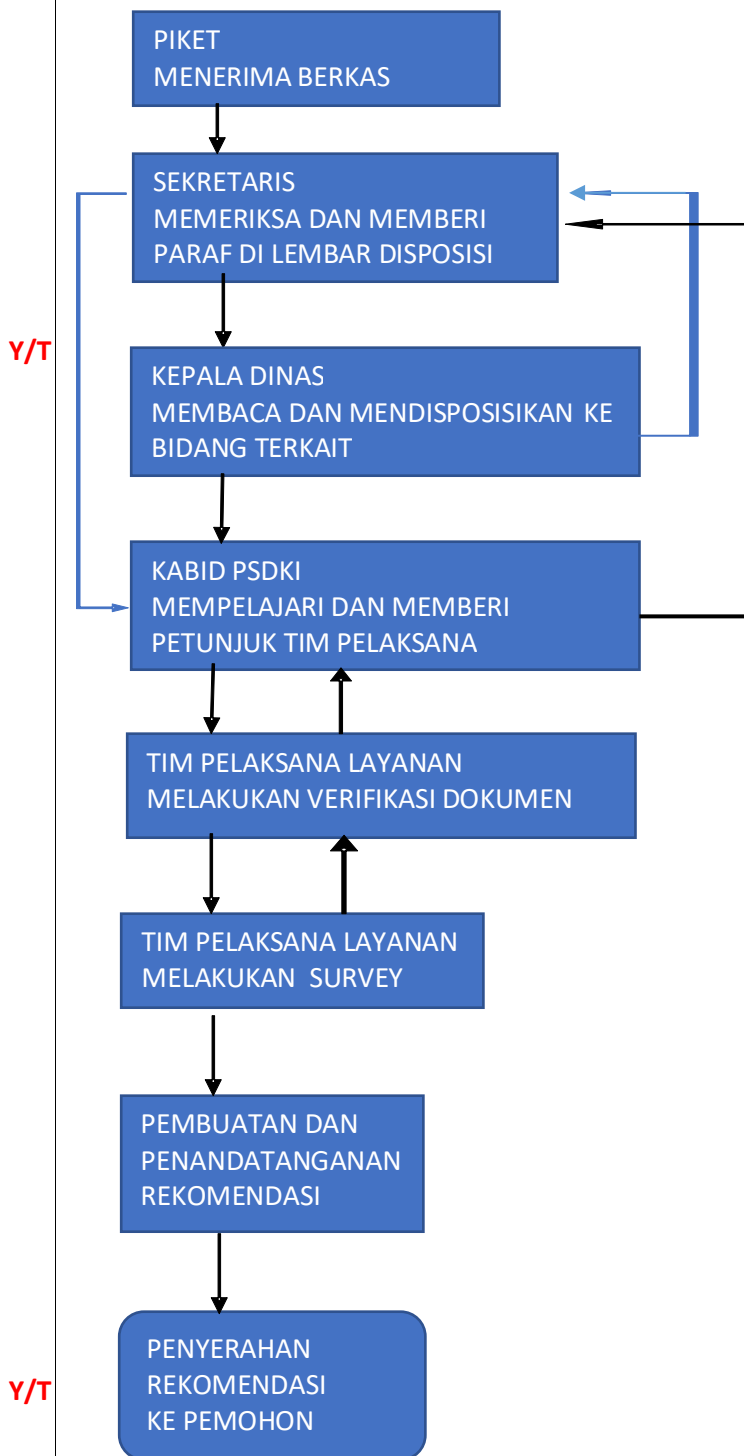 PIKET
MENERIMA BERKAS
SEKRETARIS
MEMERIKSA DAN MEMBERI
PARAF DI LEMBAR DISPOSISI
Y/T
KEPALA DINAS
MEMBACA DAN MENDISPOSISIKAN KE
BIDANG TERKAIT
KABID PSDKI
MEMPELAJARI DAN MEMBERI
PETUNJUK TIM PELAKSANA
TIM PELAKSANA LAYANAN
MELAKUKAN VERIFIKASI DOKUMEN
TIM PELAKSANA LAYANAN
MELAKUKAN SURVEY
PEMBUATAN DAN
PENANDATANGANAN
REKOMENDASI
PENYERAHAN
REKOMENDASI
Y/T
KE PEMOHON